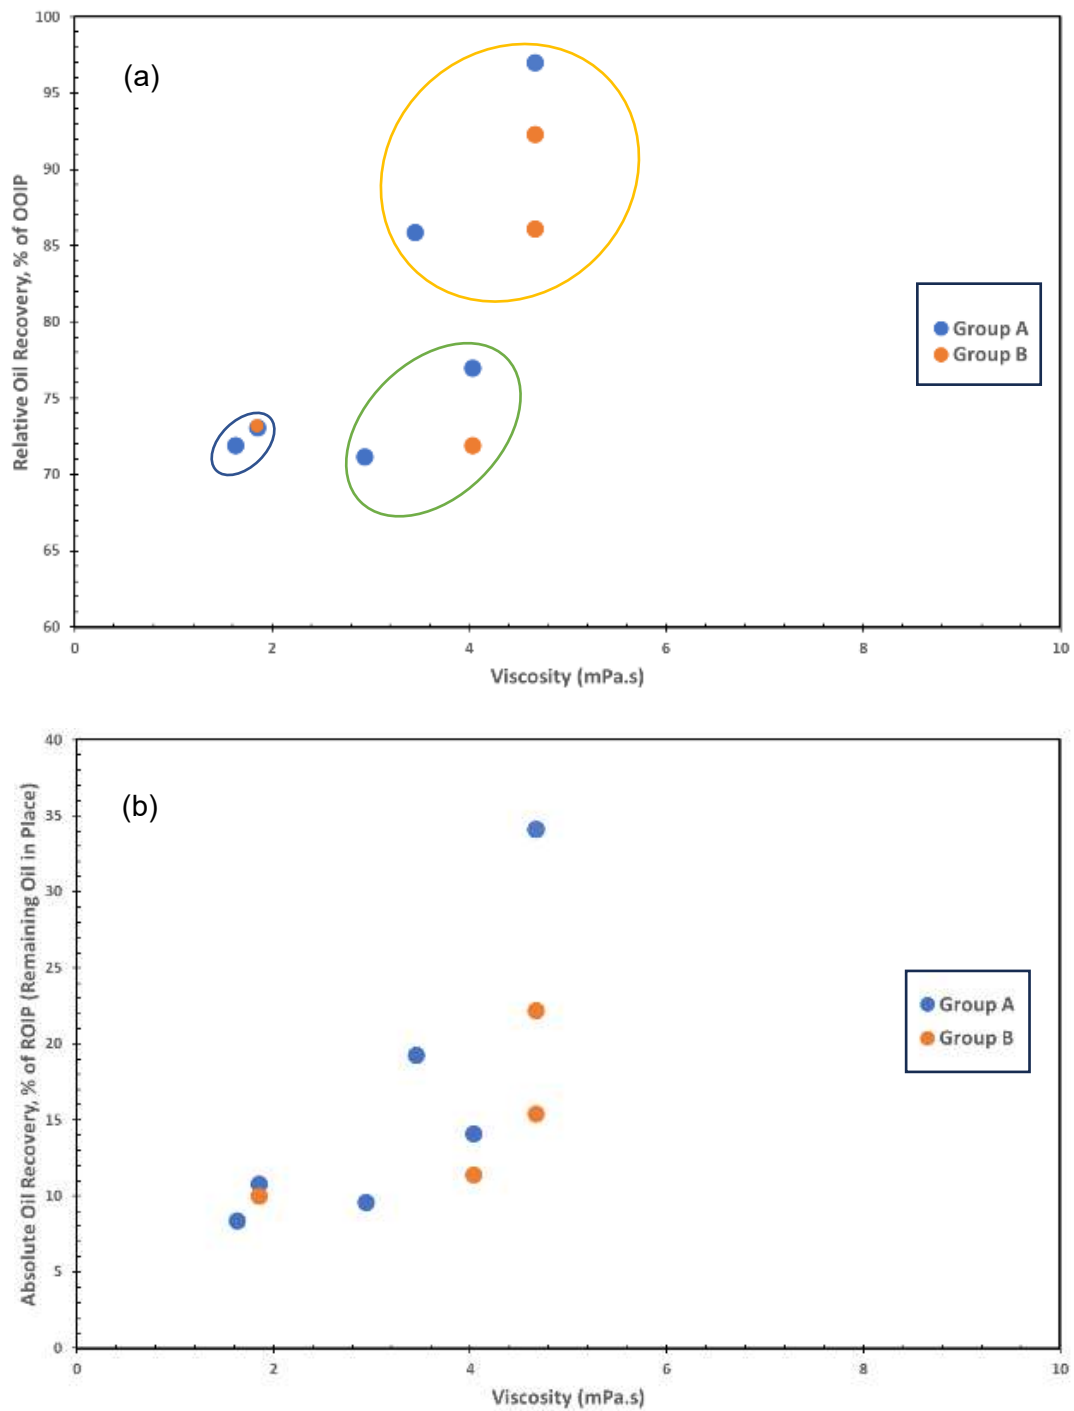 (a)
Relative Oil Recovery, % of OOIP
100
95
90
85
80
75
70
65
60
0 2 4 6 8 10
Viscosity (mPa.s)
Group A
Group B
(b)
Absolute Oil Recovery, % of ROIP (Remaining Oil in Place)
40
35
30
25
20
15
10
5
0
0 2 4 6 8 10
Viscosity (mPa.s)
Group A
Group B